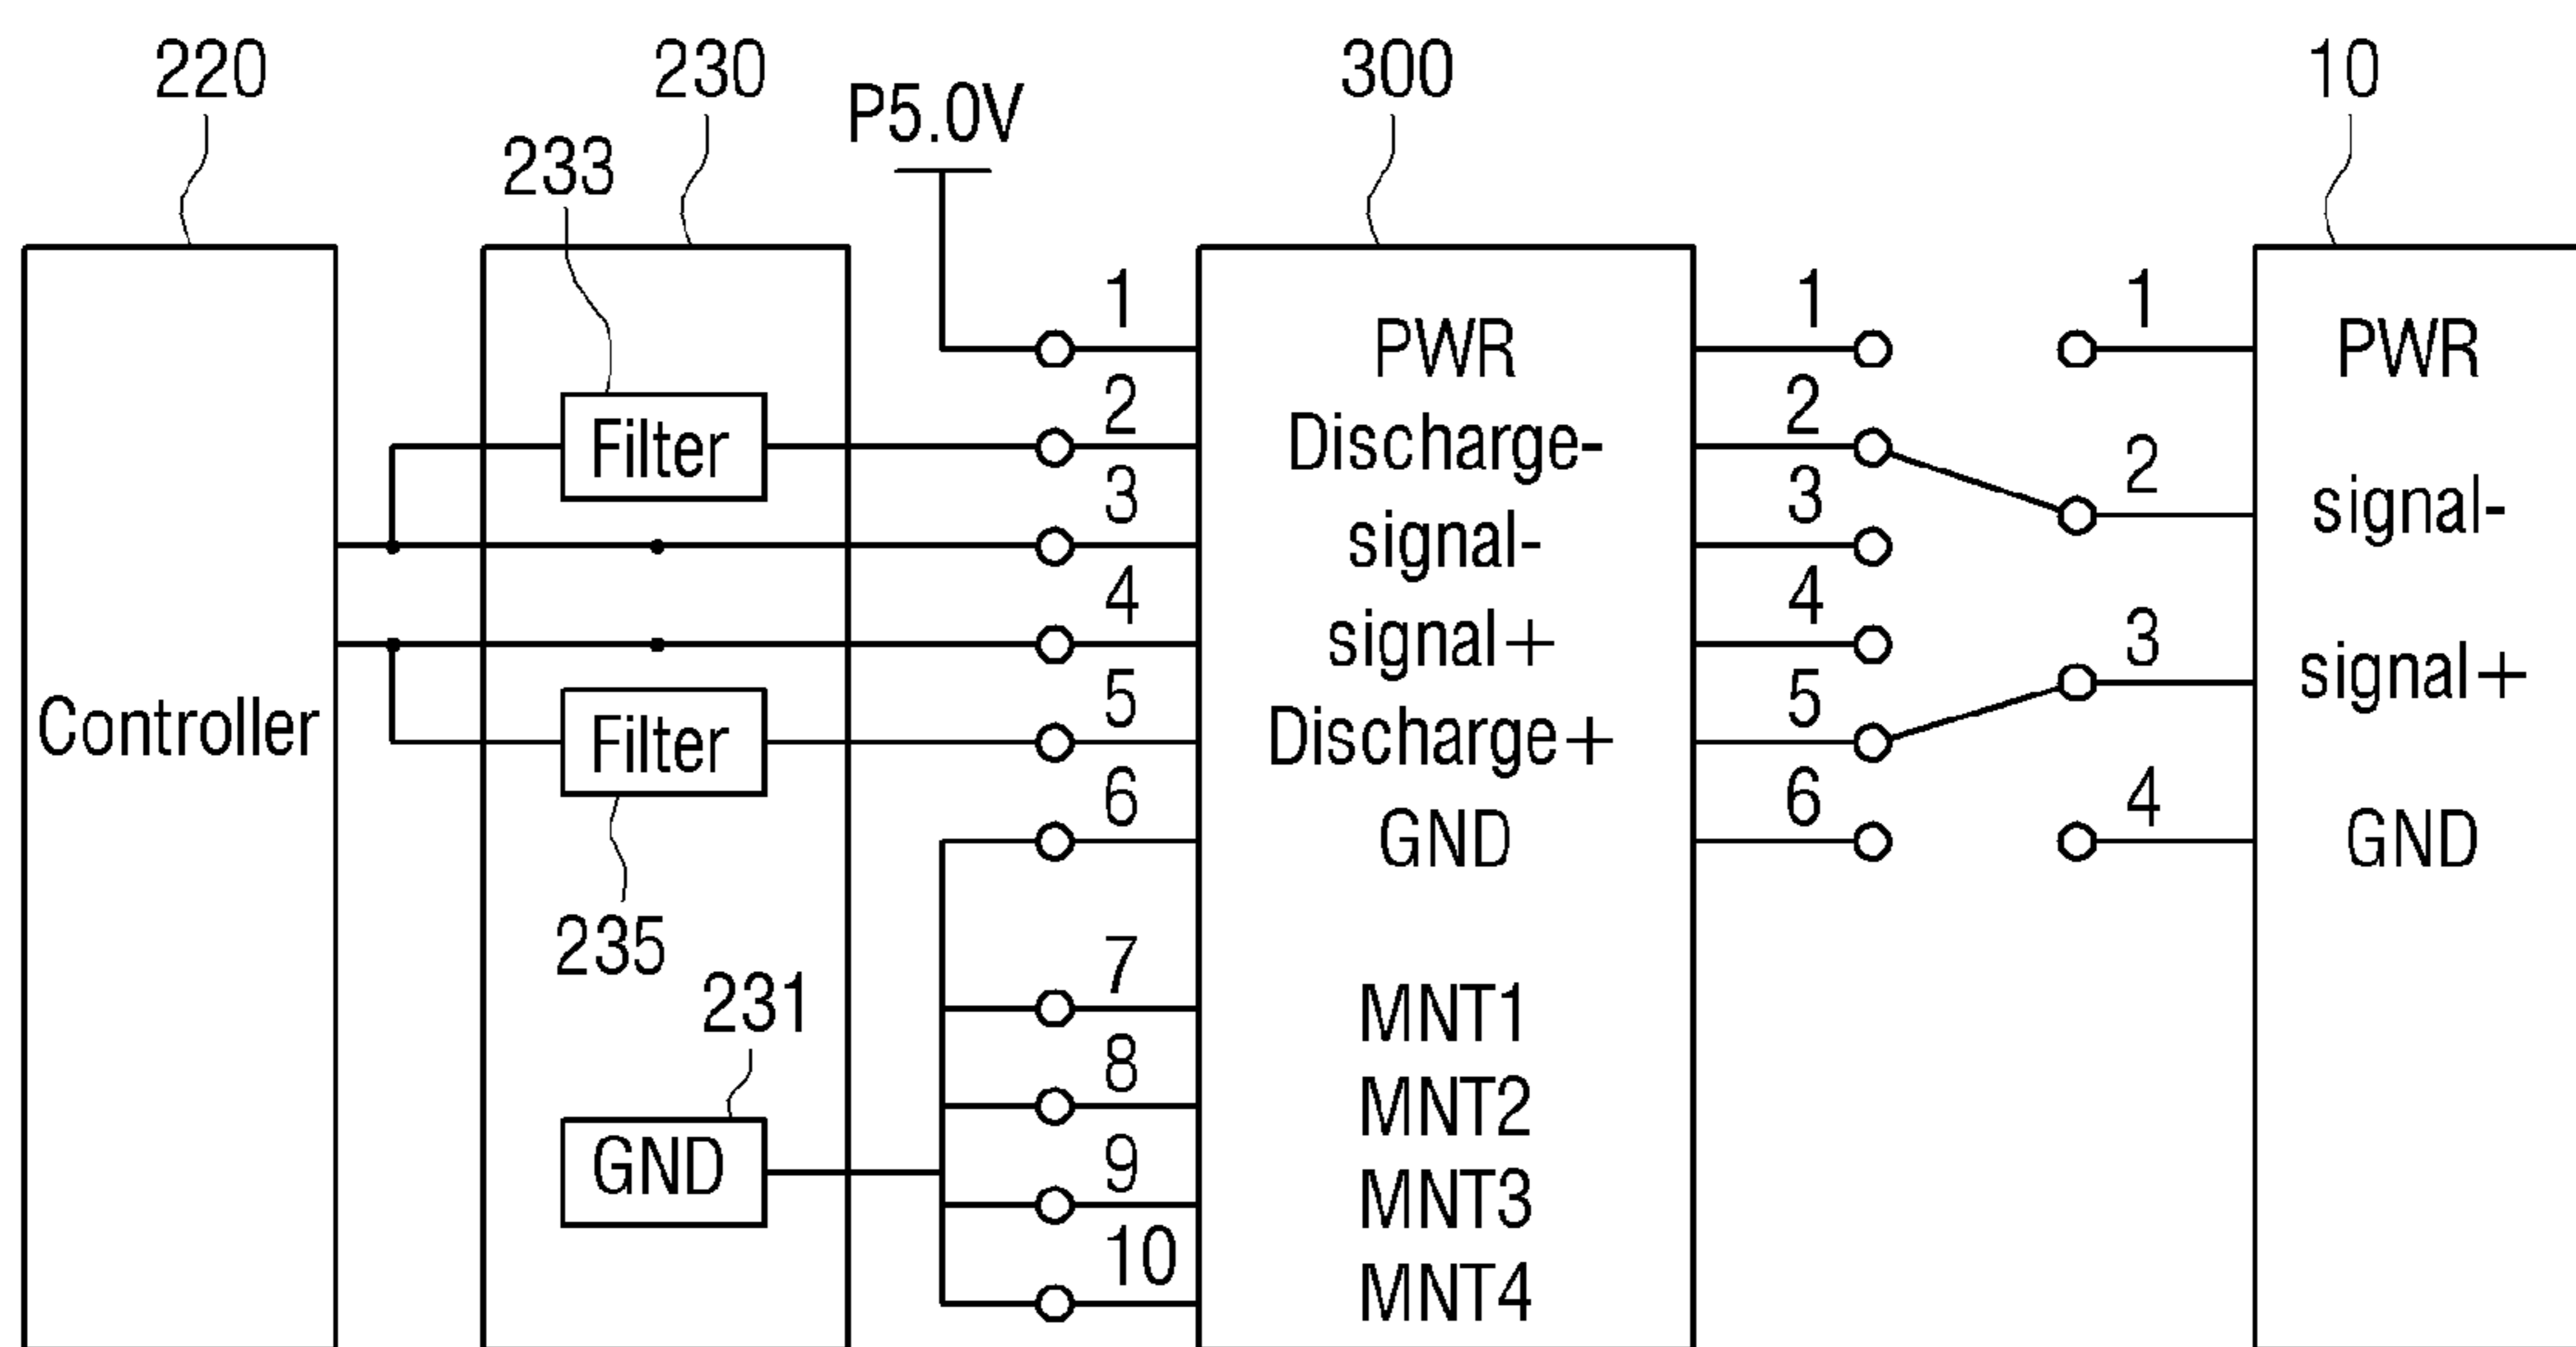 220
230
300
10
P5.0V
233
1
PWR
1
1
PWR
2
Filter
Discharge-
2
2
signal-
3
signal-
3
4
signal+
4
3
signal+
Controller
5
Filter
Discharge+
5
6
GND
6
4
GND
235
7
231
MNT1
8
MNT2
GND
9
MNT3
10
MNT4